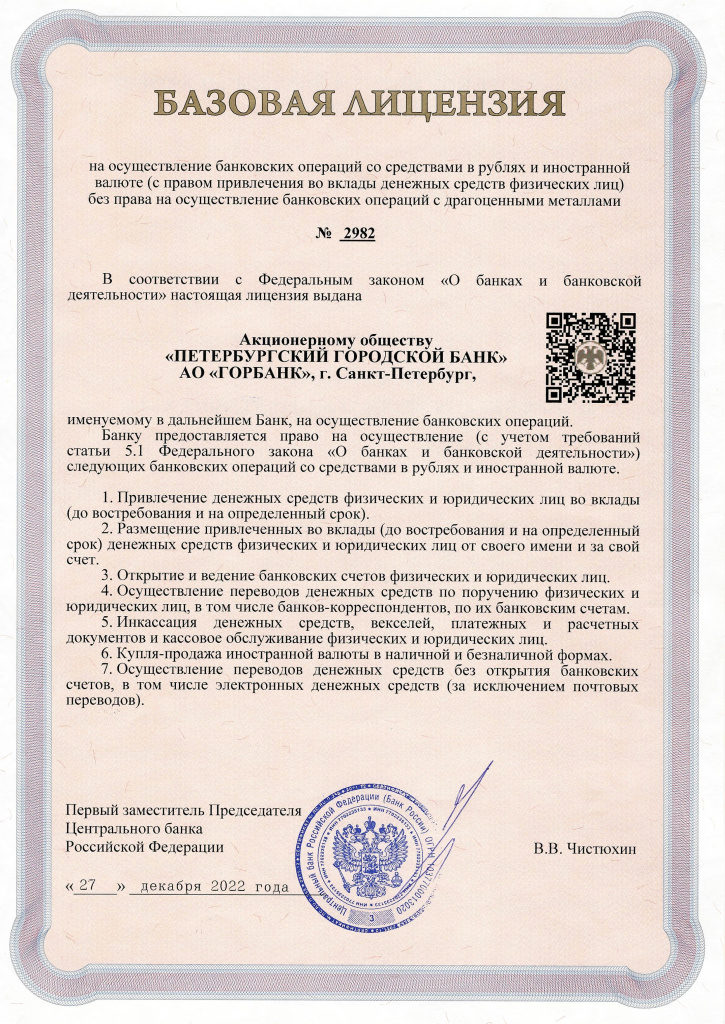 БАЗОВАЯ ЛИЦЕНЗИЯ
на осуществление банковских операций со средствами в рублях и иностранной
валюте (с правом привлечения во вклады денежных средств физических лиц)
без права на осуществление банковских операций с драгоценными металлами
№ 2982
В соответствии с Федеральным законом «О банках и банковской
деятельности» настоящая лицензия выдана
Акционерному обществу
«ПЕТЕРБУРГСКИЙ ГОРОДСКОЙ БАНК»
АО «ГОРБАНК», г. Санкт-Петербург,
именуемому в дальнейшем Банк, на осуществление банковских операций.
Банку предоставляется право на осуществление (с учетом требований
статьи 5.1 Федерального закона «О банках и банковской деятельности»)
следующих банковских операций со средствами в рублях и иностранной валюте.
1. Привлечение денежных средств физических и юридических лиц во вклады
(до востребования и на определенный срок).
2. Размещение привлеченных во вклады (до востребования и на определенный
срок) денежных средств физических и юридических лиц от своего имени и за свой
счет.
3. Открытие и ведение банковских счетов физических и юридических лиц.
4. Осуществление переводов денежных средств по поручению физических и
юридических лиц, в том числе банков-корреспондентов, по их банковским счетам.
5. Инкассация денежных средств, векселей, платежных и расчетных
документов и кассовое обслуживание физических и юридических лиц.
6. Купля-продажа иностранной валюты в наличной и безналичной формах.
7. Осуществление переводов денежных средств без открытия банковских
счетов, в том числе электронных денежных средств (за исключением почтовых
переводов).
Первый заместитель Председателя
Центрального банка
Российской Федерации
В.В. Чистюхин
«27» декабря 2022 года
Центральный банк Российской Федерации (Банк России) ОГРН 1037700013020
3